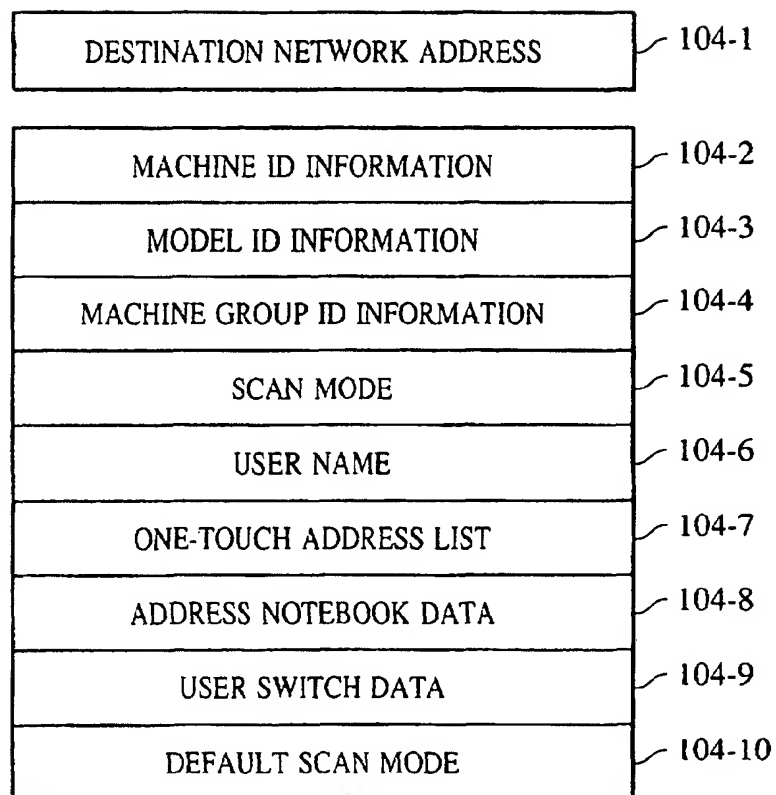 DESTINATION NETWORK ADDRESS 104-1
MACHINE ID INFORMATION 104-2
MODEL ID INFORMATION 104-3
MACHINE GROUP ID INFORMATION 104-4
SCAN MODE 104-5
USER NAME 104-6
ONE-TOUCH ADDRESS LIST 104-7
ADDRESS NOTEBOOK DATA 104-8
USER SWITCH DATA 104-9
DEFAULT SCAN MODE 104-10